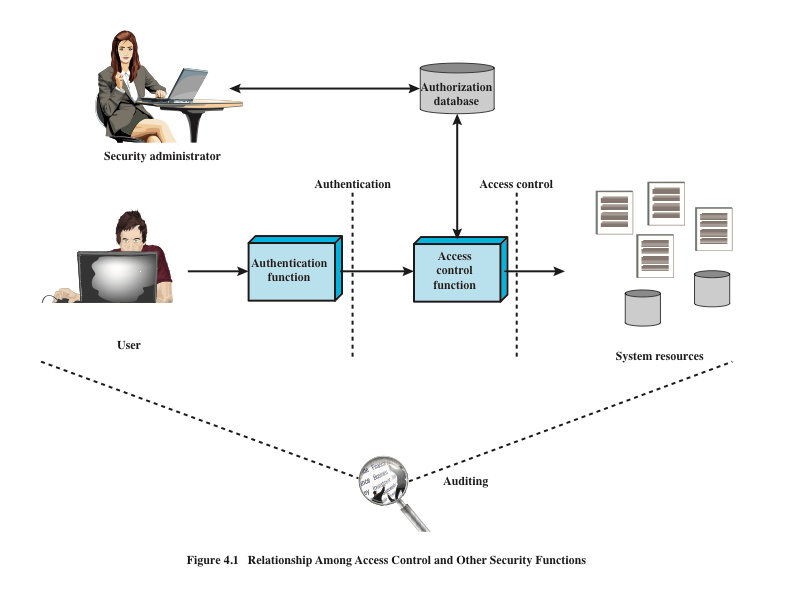 Authorization
database
Security administrator
Authentication
Access control
Authentication
function
Access
control
function
User
System resources
Auditing
Figure 4.1 Relationship Among Access Control and Other Security Functions